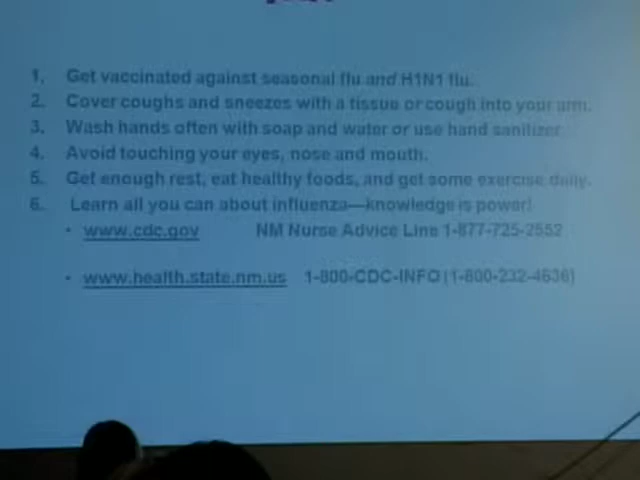 1. Get vaccinated against seasonal flu and H1N1 flu.
2. Cover coughs and sneezes with a tissue or cough into your arm.
3. Wash hands often with soap and water or use hand sanitizer.
4. Avoid touching your eyes, nose and mouth.
5. Get enough rest, eat healthy foods, and get some exercise daily.
6. Learn all you can about influenza—knowledge is power!
• www.cdc.gov NM Nurse Advice Line 1-877-725-2552
• www.health.state.nm.us 1-800-CDC-INFO (1-800-232-4636)